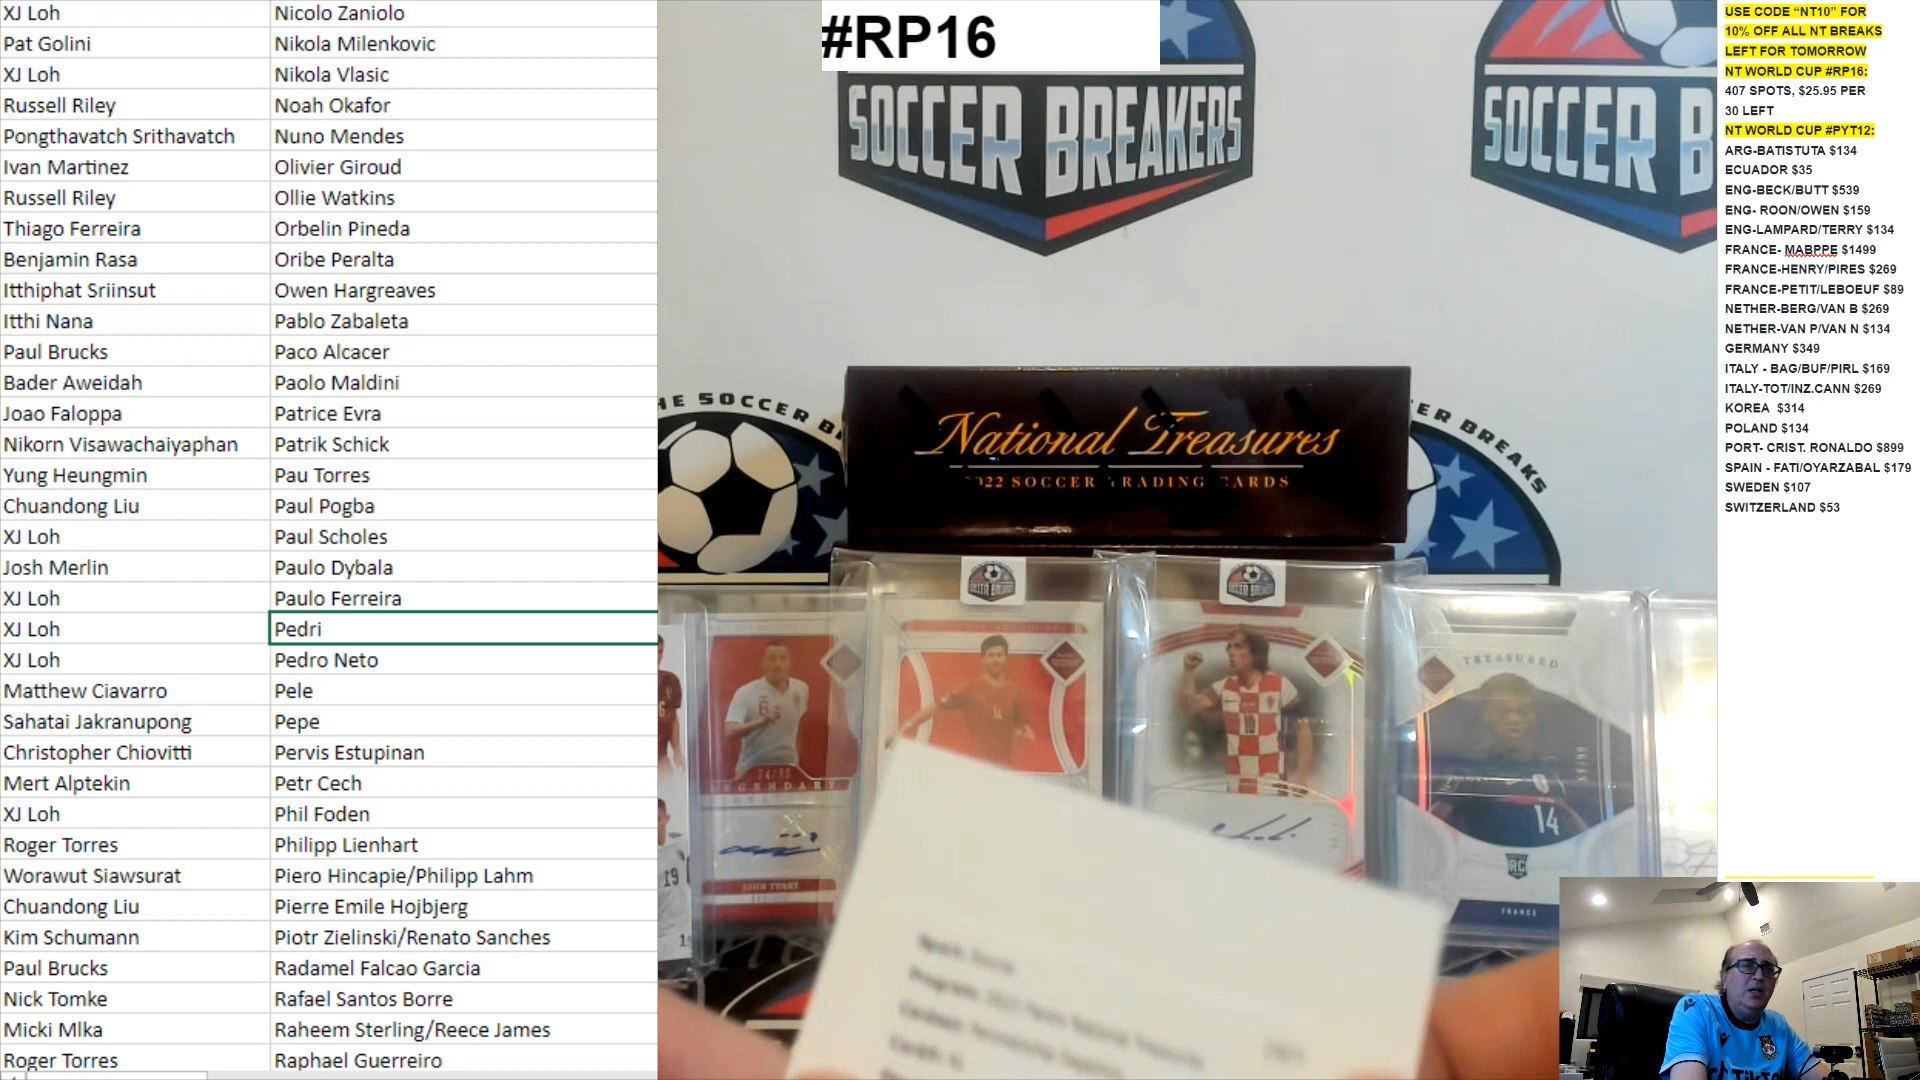 XJ Loh Nicolo Zaniolo
Pat Golini Nikola Milenkovic
XJ Loh Nikola Vlasic
Russell Riley Noah Okafor
Pongthavatch Srithavatch Nuno Mendes
Ivan Martinez Olivier Giroud
Russell Riley Ollie Watkins
Thiago Ferreira Orbelin Pineda
Benjamin Rasa Oribe Peralta
Itthiphat Sriinsut Owen Hargreaves
Itthi Nana Pablo Zabaleta
Paul Brucks Paco Alcacer
Bader Aweidah Paolo Maldini
Joao Faloppa Patrice Evra
Nikorn Visawachaiyaphan Patrik Schick
Yung Heungmin Pau Torres
Chuandong Liu Paul Pogba
XJ Loh Paul Scholes
Josh Merlin Paulo Dybala
XJ Loh Paulo Ferreira
XJ Loh Pedri
XJ Loh Pedro Neto
Matthew Ciavarro Pele
Sahatai Jakranupong Pepe
Christopher Chiovitti Pervis Estupinan
Mert Alptekin Petr Cech
XJ Loh Phil Foden
Roger Torres Philipp Lienhart
Worawut Siawsurat Piero Hincapie/Philipp Lahm
Chuandong Liu Pierre Emile Hojbjerg
Kim Schumann Piotr Zielinski/Renato Sanches
Paul Brucks Radamel Falcao Garcia
Nick Tomke Rafael Santos Borre
Micki Mlka Raheem Sterling/Reece James
Roger Torres Raphael Guerreiro
#RP16
SOCCER BREAKERS
SOCCER B
National Treasures
2022 SOCCER TRADING CARDS
HE SOCCER B
ER BREAKS
LEGENDARY
JOHN TERRY
TREASURED
14
RC
FRANCE
10
19
USE CODE “NT10” FOR
10% OFF ALL NT BREAKS
LEFT FOR TOMORROW
NT WORLD CUP #RP16:
407 SPOTS, $25.95 PER
30 LEFT
NT WORLD CUP #PYT12:
ARG-BATISTUTA $134
ECUADOR $35
ENG-BECK/BUTT $539
ENG- ROON/OWEN $159
ENG-LAMPARD/TERRY $134
FRANCE- MABPPE $1499
FRANCE-HENRY/PIRES $269
FRANCE-PETIT/LEBOEUF $89
NETHER-BERG/VAN B $269
NETHER-VAN P/VAN N $134
GERMANY $349
ITALY - BAG/BUF/PIRL $169
ITALY-TOT/INZ.CANN $269
KOREA $314
POLAND $134
PORT- CRIST. RONALDO $899
SPAIN - FATI/OYARZABAL $179
SWEDEN $107
SWITZERLAND $53